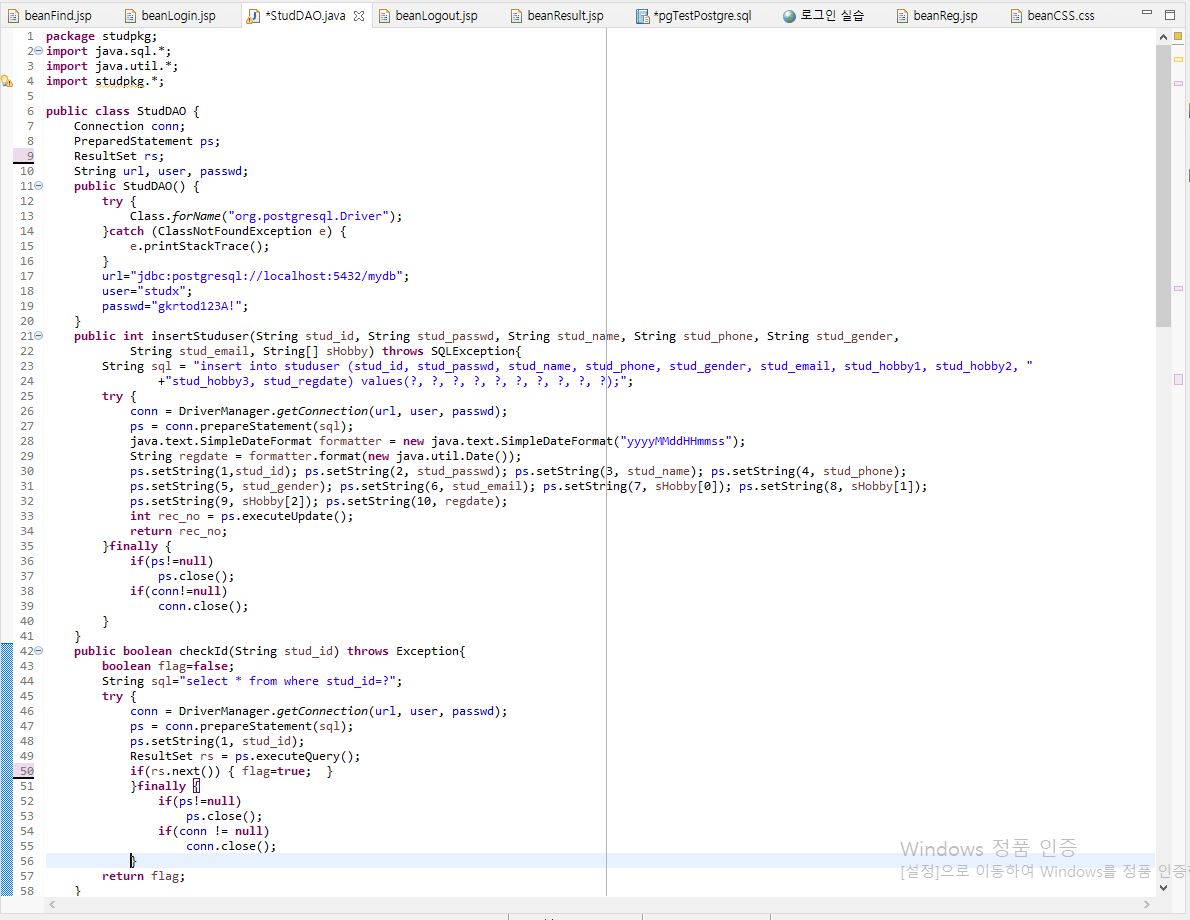 beanFind.jsp beanLogin.jsp *StudDAO.java beanLogout.jsp beanResult.jsp *pgTestPostgre.sql 로그인 실습 beanReg.jsp beanCSS.css
1 package studpkg;
2 import java.sql.*;
3 import java.util.*;
4 import studpkg.*;
5
6 public class StudDAO {
7 Connection conn;
8 PreparedStatement ps;
9 ResultSet rs;
10 String url, user, passwd;
11 public StudDAO() {
12 try {
13 Class.forName("org.postgresql.Driver");
14 }catch (ClassNotFoundException e) {
15 e.printStackTrace();
16 }
17 url="jdbc:postgresql://localhost:5432/mydb";
18 user="studx";
19 passwd="gkrtod123A!";
20 }
21 public int insertStuduser(String stud_id, String stud_passwd, String stud_name, String stud_phone, String stud_gender,
22 String stud_email, String[] sHobby) throws SQLException{
23 String sql = "insert into studuser (stud_id, stud_passwd, stud_name, stud_phone, stud_gender, stud_email, stud_hobby1, stud_hobby2, "
24 +"stud_hobby3, stud_regdate) values(?, ?, ?, ?, ?, ?, ?, ?, ?, ?);";
25 try {
26 conn = DriverManager.getConnection(url, user, passwd);
27 ps = conn.prepareStatement(sql);
28 java.text.SimpleDateFormat formatter = new java.text.SimpleDateFormat("yyyyMMddHHmmss");
29 String regdate = formatter.format(new java.util.Date());
30 ps.setString(1,stud_id); ps.setString(2, stud_passwd); ps.setString(3, stud_name); ps.setString(4, stud_phone);
31 ps.setString(5, stud_gender); ps.setString(6, stud_email); ps.setString(7, sHobby[0]); ps.setString(8, sHobby[1]);
32 ps.setString(9, sHobby[2]); ps.setString(10, regdate);
33 int rec_no = ps.executeUpdate();
34 return rec_no;
35 }finally {
36 if(ps!=null)
37 ps.close();
38 if(conn!=null)
39 conn.close();
40 }
41 }
42 public boolean checkId(String stud_id) throws Exception{
43 boolean flag=false;
44 String sql="select * from where stud_id=?";
45 try {
46 conn = DriverManager.getConnection(url, user, passwd);
47 ps = conn.prepareStatement(sql);
48 ps.setString(1, stud_id);
49 ResultSet rs = ps.executeQuery();
50 if(rs.next()) { flag=true; }
51 }finally {
52 if(ps!=null)
53 ps.close();
54 if(conn != null)
55 conn.close();
56 }
57 return flag;
58 }
Windows 정품 인증
[설정]으로 이동하여 Windows를 정품 인증